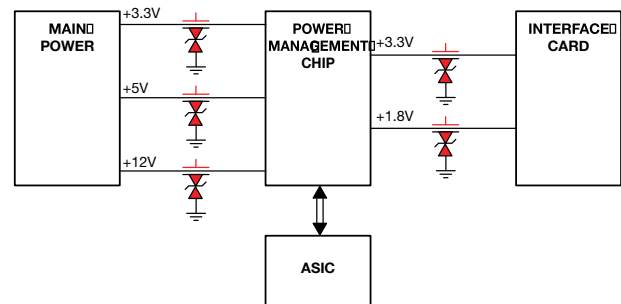 MAIN
POWER
+3.3V
+5V
+12V
POWER
MANAGEMENT
CHIP
+3.3V
+1.8V
INTERFACE
CARD
ASIC